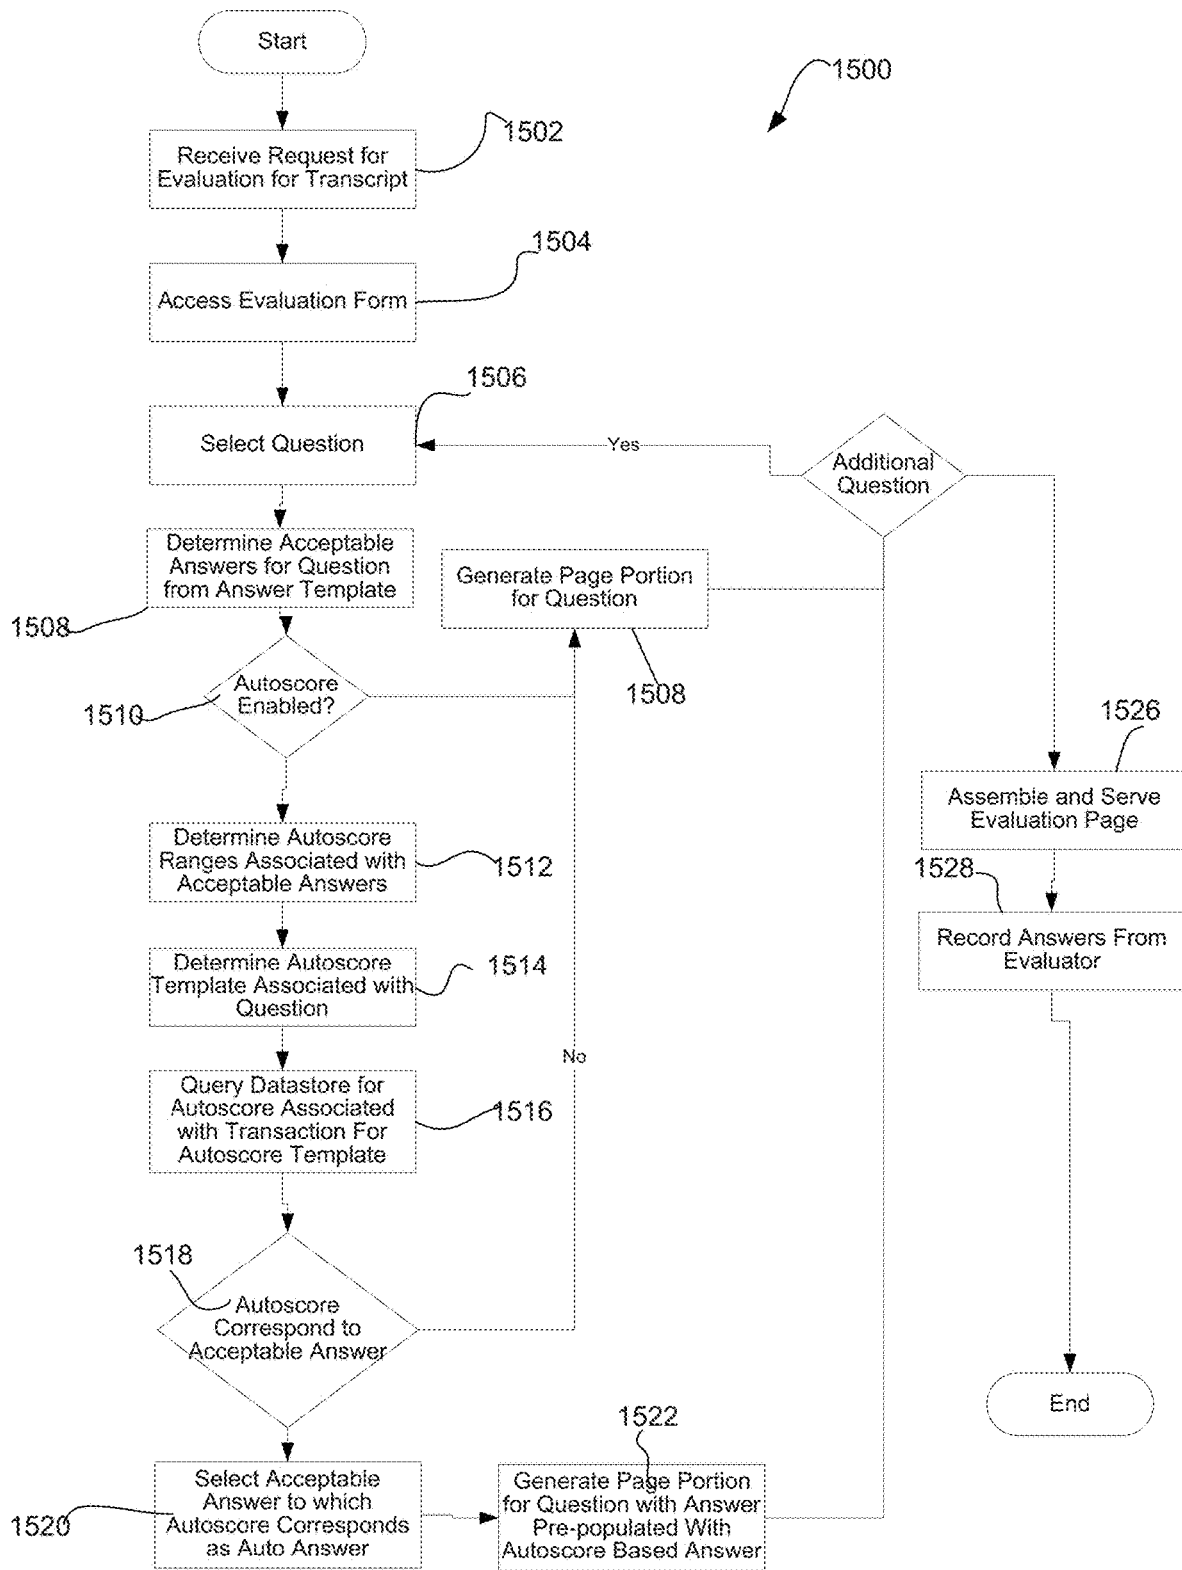 Start
1500
1502
Receive Request for
Evaluation for Transcript
1504
Access Evaluation Form
1506
Select Question
Yes
Additional
Question
Determine Acceptable
Answers for Question
from Answer Template
1508
Generate Page Portion
for Question
1508
Autoscore
Enabled?
1510
1526
Assemble and Serve
Evaluation Page
Determine Autoscore
Ranges Associated with
Acceptable Answers
1512
1528
Record Answers From
Evaluator
Determine Autoscore
Template Associated with
Question
1514
No
Query Datastore for
Autoscore Associated
with Transaction For
Autoscore Template
1516
1518
Autoscore
Correspond to
Acceptable Answer
End
1522
Select Acceptable
Answer to which
Autoscore Corresponds
as Auto Answer
1520
Generate Page Portion
for Question with Answer
Pre-populated With
Autoscore Based Answer